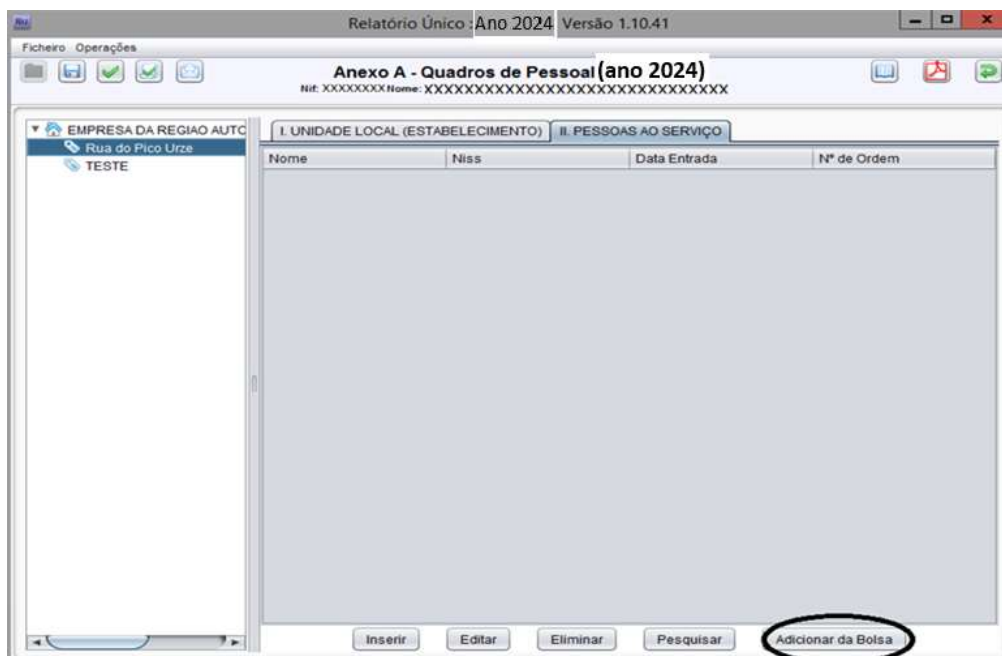 Relatório Único : Ano 2024 Versão 1.10.41
Ficheiro Operações
Anexo A - Quadros de Pessoal (ano 2024)
Nif: XXXXXXXX Nome: XXXXXXXXXXXXXXXXXXXXXXXXXXXXXX
EMPRESA DA REGIAO AUTC
Rua do Pico Urze
TESTE
I. UNIDADE LOCAL (ESTABELECIMENTO) II. PESSOAS AO SERVIÇO
Nome Niss Data Entrada Nº de Ordem
Inserir Editar Eliminar Pesquisar Adicionar da Bolsa